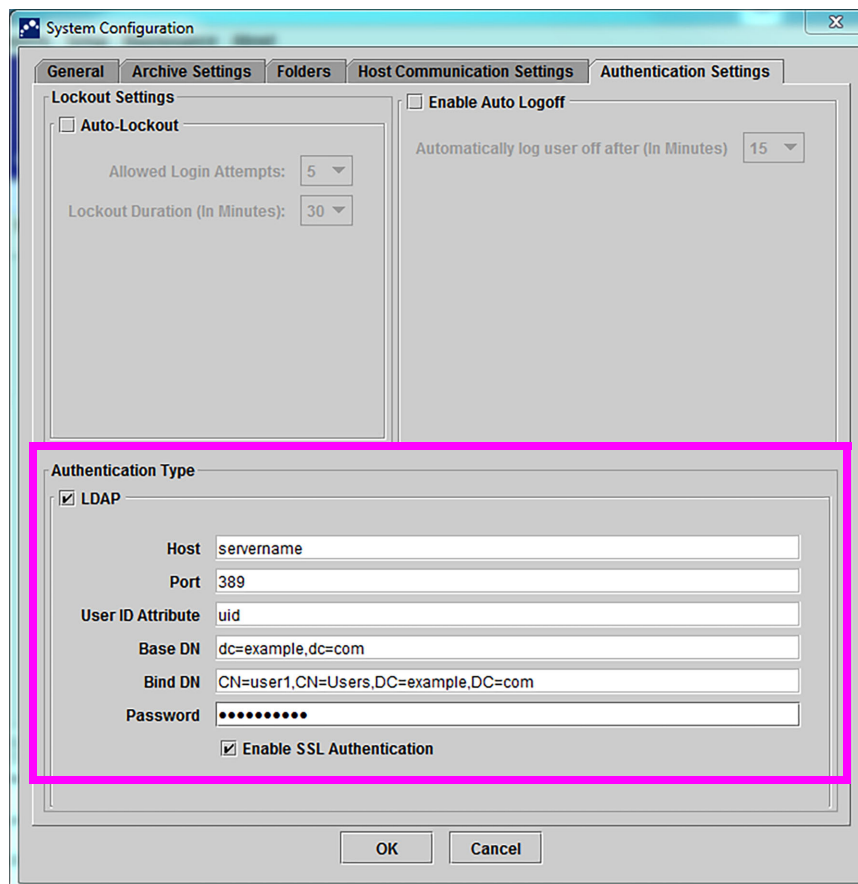 System Configuration
General Archive Settings Folders Host Communication Settings Authentication Settings
Lockout Settings
Auto-Lockout
Allowed Login Attempts: 5
Lockout Duration (In Minutes): 30
Enable Auto Logoff
Automatically log user off after (In Minutes) 15
Authentication Type
LDAP
Host servername
Port 389
User ID Attribute uid
Base DN dc=example,dc=com
Bind DN CN=user1,CN=Users,DC=example,DC=com
Password ••••••••••
Enable SSL Authentication
OK Cancel